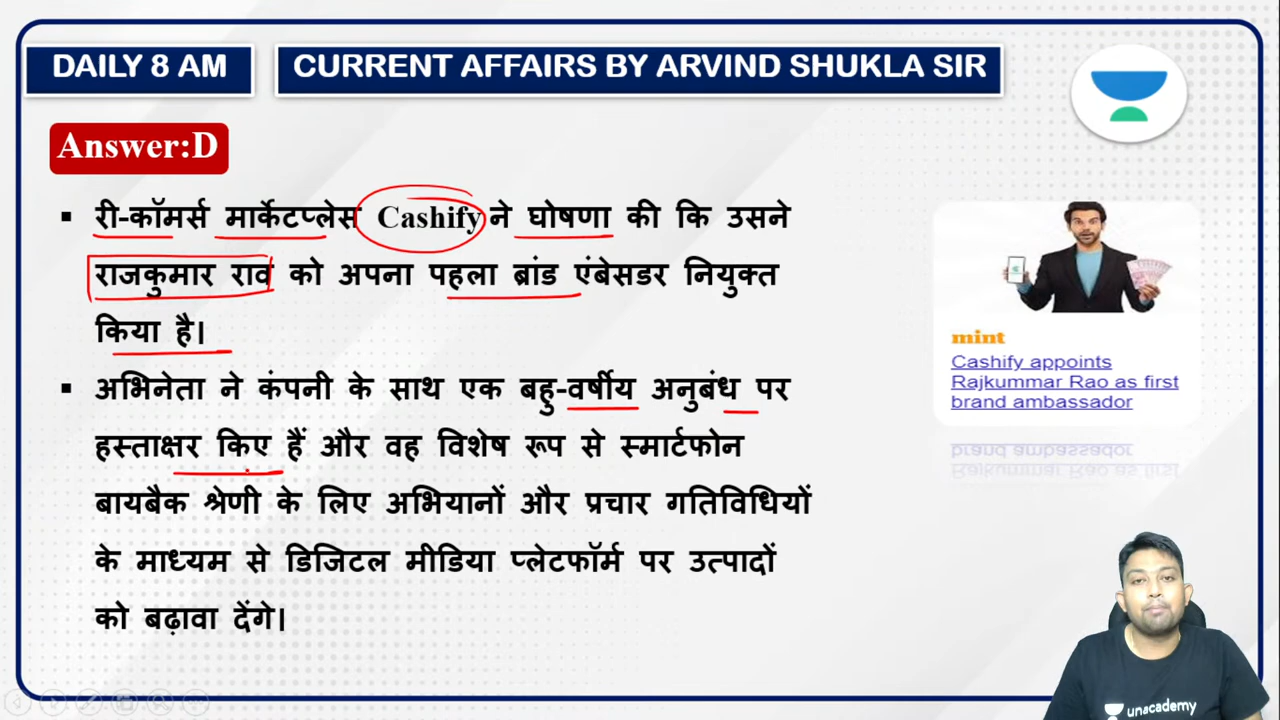 DAILY 8 AM
CURRENT AFFAIRS BY ARVIND SHUKLA SIR
Answer:D
▪ री-कॉमर्स मार्केटप्लेस Cashify ने घोषणा की कि उसने
राजकुमार राव को अपना पहला ब्रांड एंबेसडर नियुक्त
किया है।
▪ अभिनेता ने कंपनी के साथ एक बहु-वर्षीय अनुबंध पर
हस्ताक्षर किए हैं और वह विशेष रूप से स्मार्टफोन
बायबैक श्रेणी के लिए अभियानों और प्रचार गतिविधियों
के माध्यम से डिजिटल मीडिया प्लेटफॉर्म पर उत्पादों
को बढ़ावा देंगे।
mint
Cashify appoints
Rajkummar Rao as first
brand ambassador
unacademy